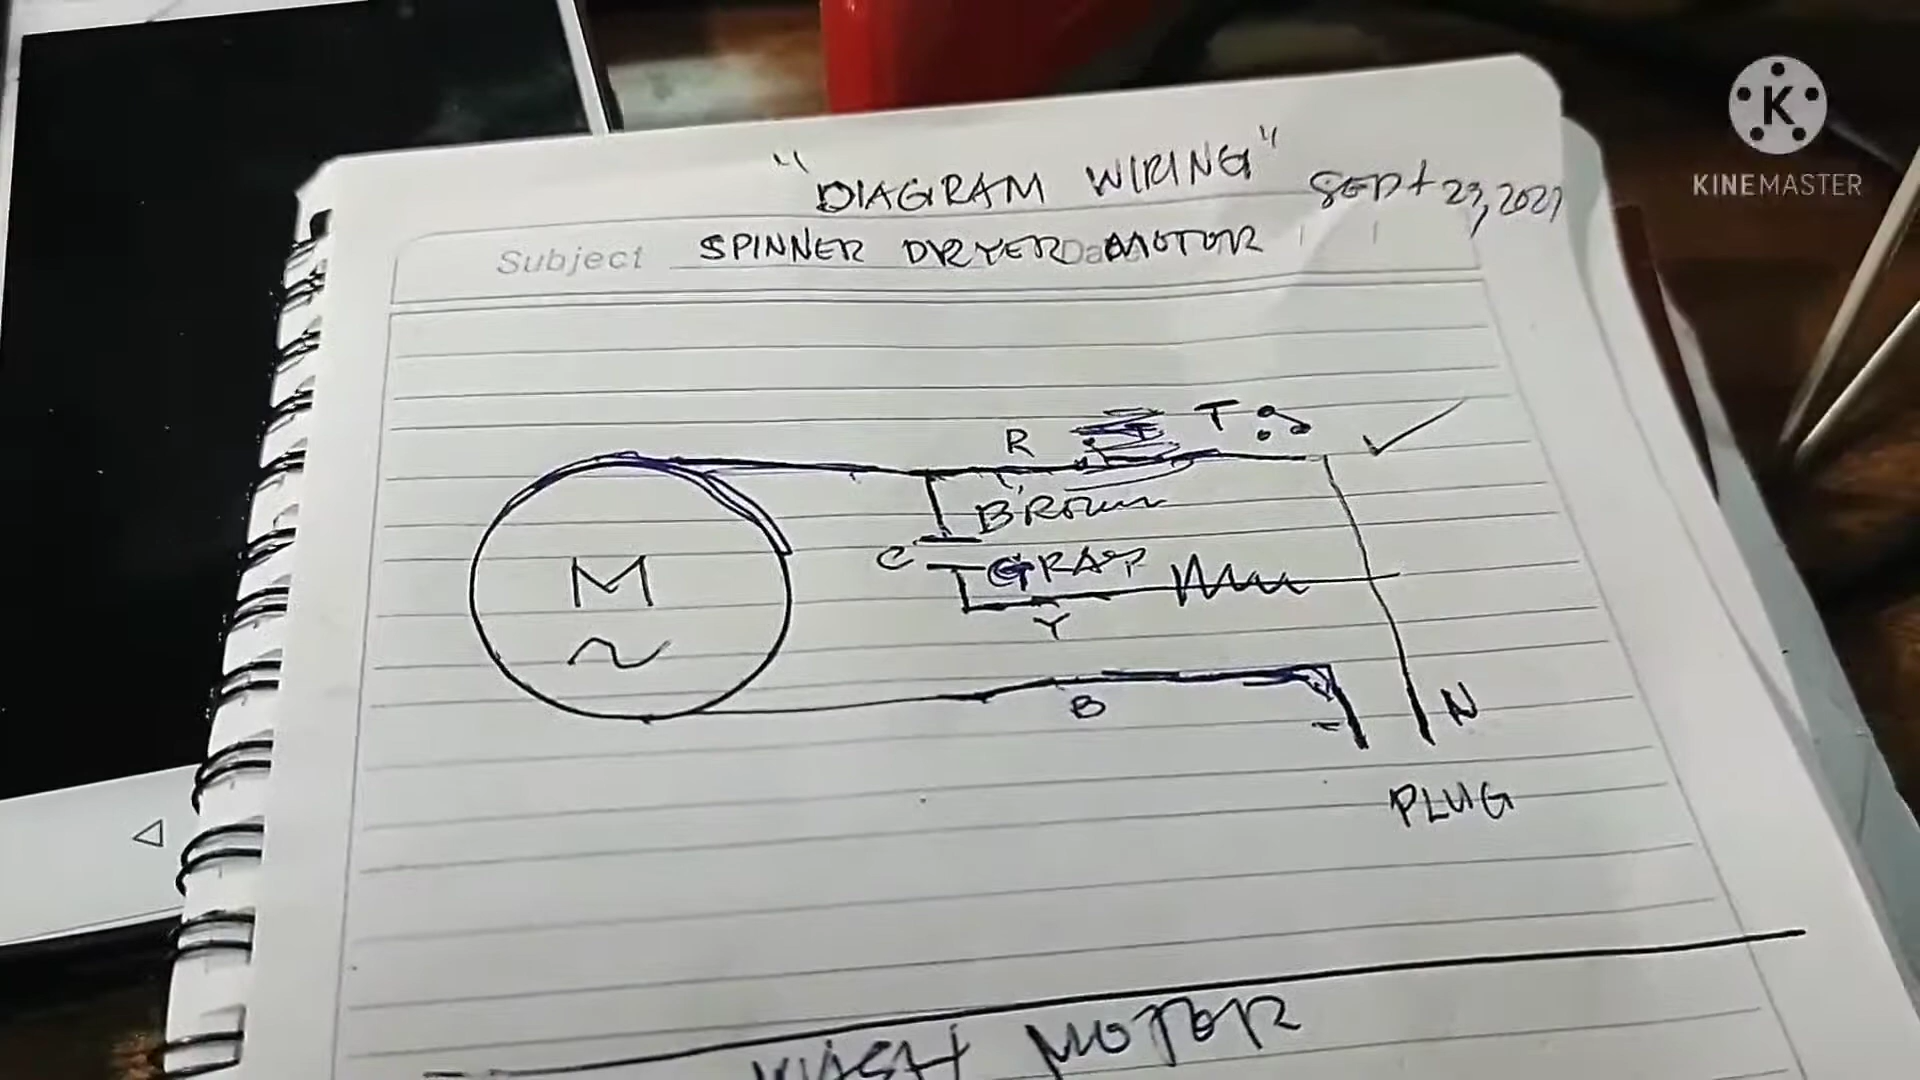 "DIAGRAM WIRING"
SEPt 23, 2021
Subject SPINNER DRYER MOTOR
R T
BROWN
C GRAY
Y
M
B
N
PLUG
WASH MOTOR
K
KINEMASTER